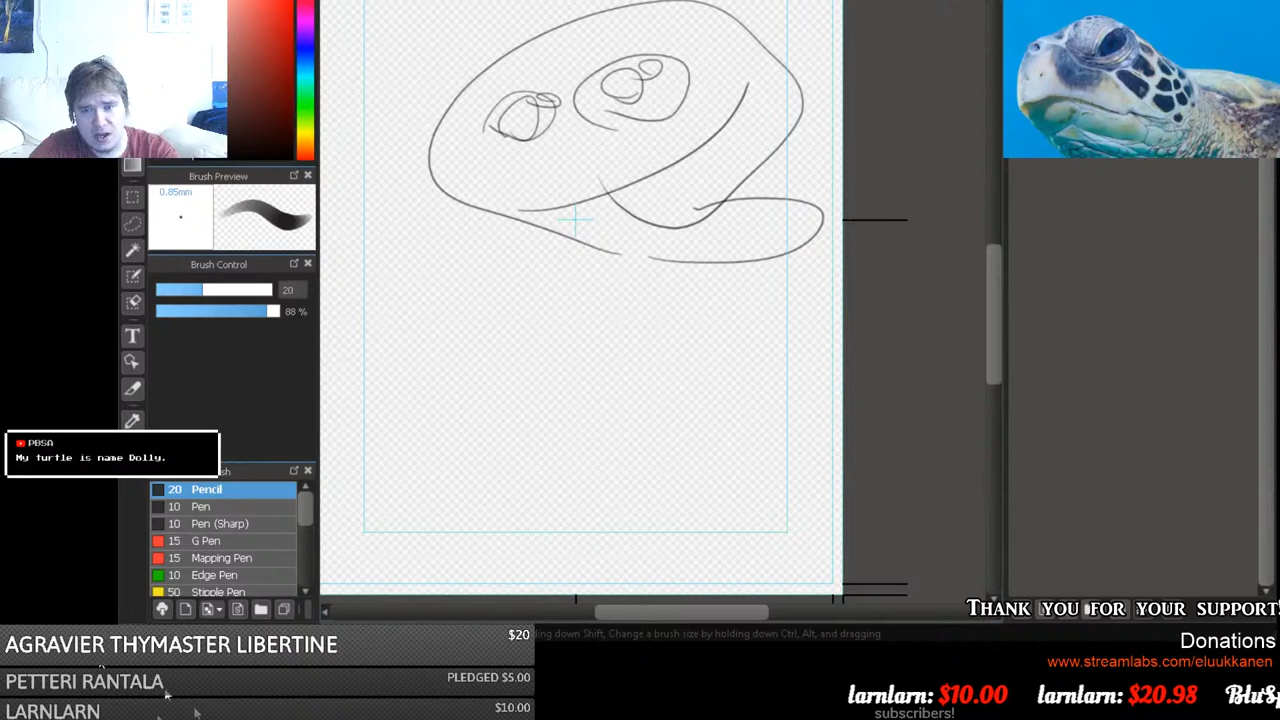 Brush Preview
0.85mm
Brush Control
20
88 %
PBSA
My turtle is name Dolly.
20 Pencil
10 Pen
10 Pen (Sharp)
15 G Pen
15 Mapping Pen
10 Edge Pen
50 Stipple Pen
THANK YOU FOR YOUR SUPPORT!
AGRAVIER THYMASTER LIBERTINE $20
ding down Shift, Change a brush size by holding down Ctrl, Alt, and dragging
Donations
PETTERI RANTALA PLEDGED $5.00
www.streamlabs.com/eluukkanen
larnlarn: $10.00 larnlarn: $20.98
LARNLARN $10.00
subscribers!